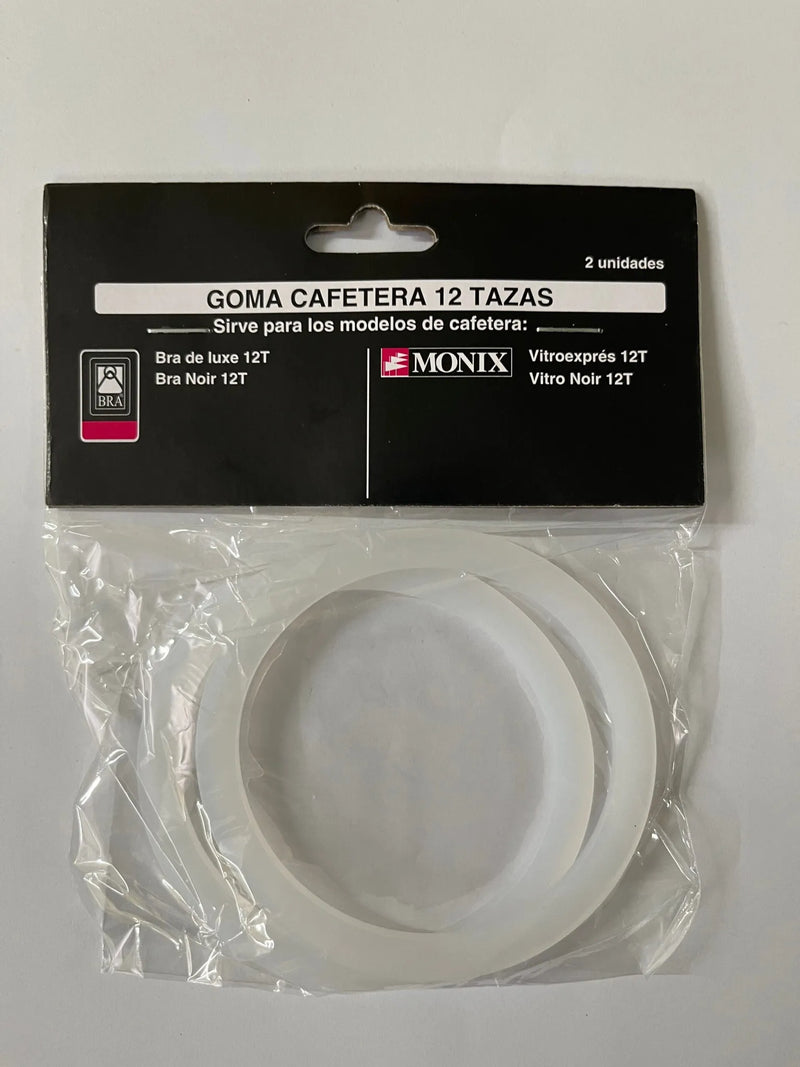 2 unidades
GOMA CAFETERA 12 TAZAS
Sirve para los modelos de cafetera:
BRA
Bra de luxe 12T
Bra Noir 12T
MONIX
Vitroexprés 12T
Vitro Noir 12T